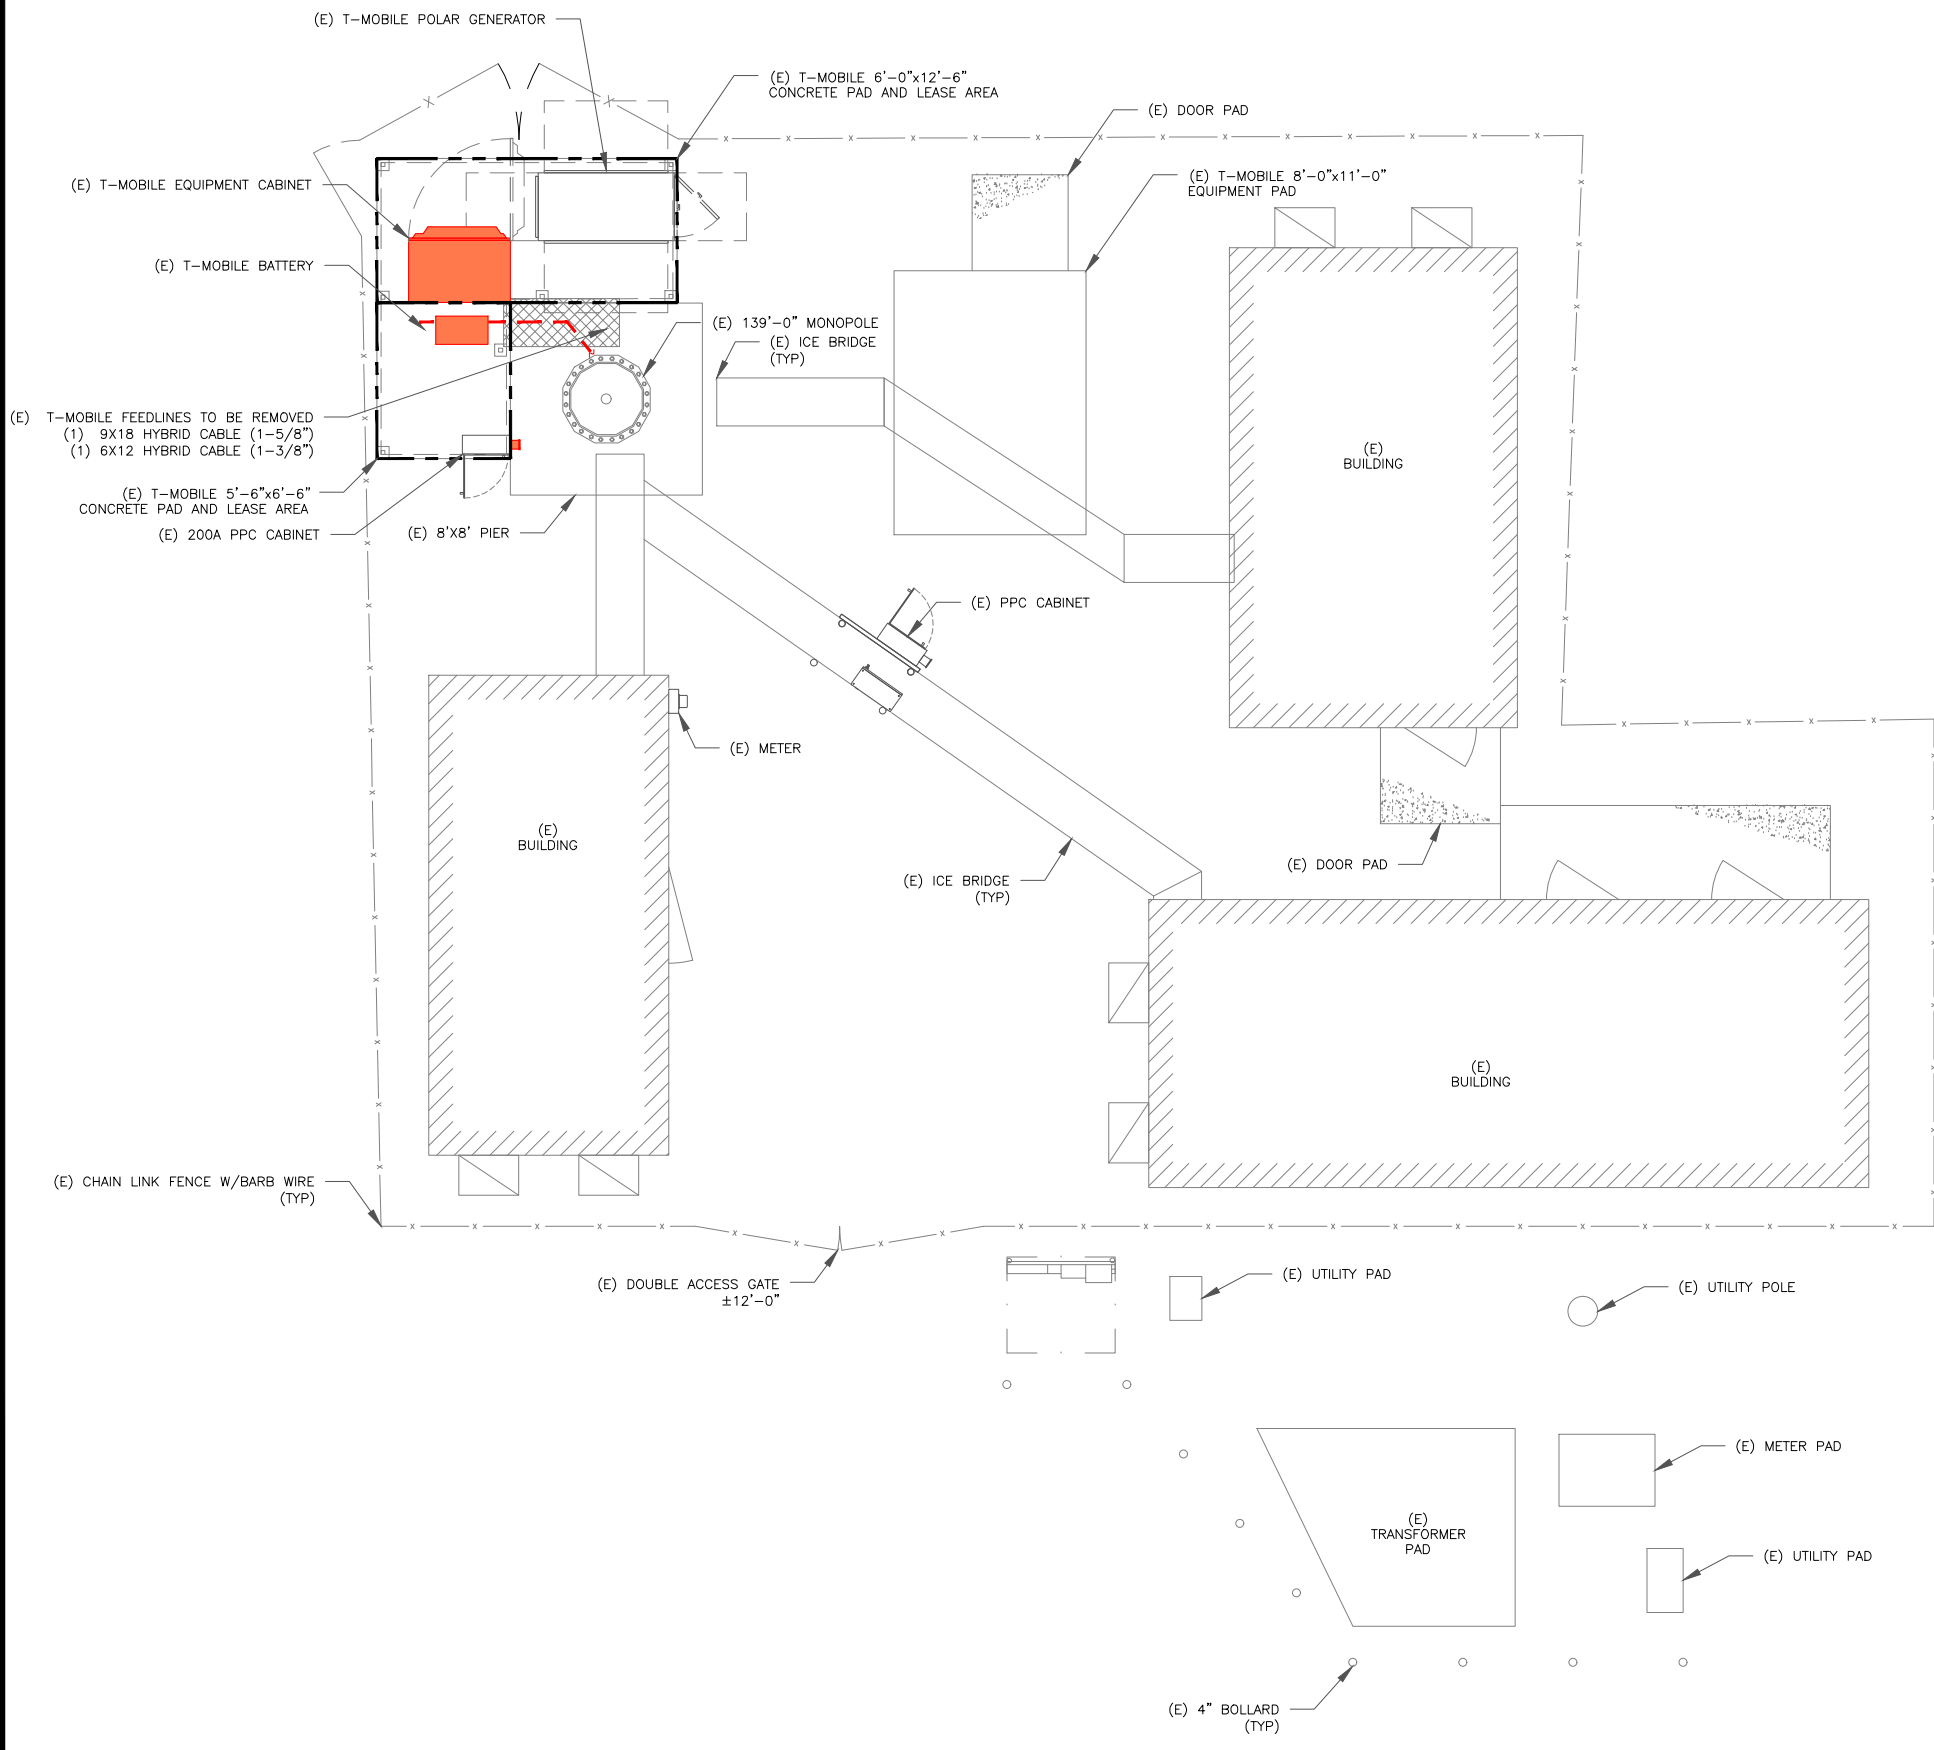 (E) T-MOBILE POLAR GENERATOR
(E) T-MOBILE 6'-0"x12'-6"
CONCRETE PAD AND LEASE AREA
(E) DOOR PAD
(E) T-MOBILE EQUIPMENT CABINET
(E) T-MOBILE 8'-0"x11'-0"
EQUIPMENT PAD
(E) T-MOBILE BATTERY
(E) 139'-0" MONOPOLE
(E) ICE BRIDGE
(TYP)
(E) T-MOBILE FEEDLINES TO BE REMOVED
(1) 9X18 HYBRID CABLE (1-5/8")
(1) 6X12 HYBRID CABLE (1-3/8")
(E)
BUILDING
(E) T-MOBILE 5'-6"x6'-6"
CONCRETE PAD AND LEASE AREA
(E) 200A PPC CABINET
(E) 8'X8' PIER
(E) PPC CABINET
(E) METER
(E)
BUILDING
(E) DOOR PAD
(E) ICE BRIDGE
(TYP)
(E)
BUILDING
(E) CHAIN LINK FENCE W/BARB WIRE
(TYP)
(E) DOUBLE ACCESS GATE
±12'-0"
(E) UTILITY PAD
(E) UTILITY POLE
(E) METER PAD
(E)
TRANSFORMER
PAD
(E) UTILITY PAD
(E) 4" BOLLARD
(TYP)